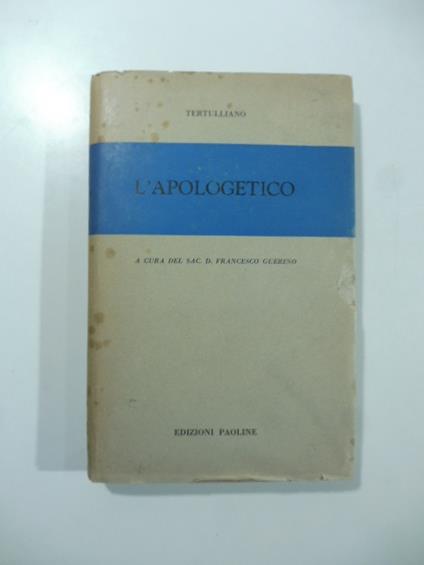 TERTULLIANO
L'APOLOGETICO
A CURA DEL SAC. D. FRANCESCO GUERINO
EDIZIONI PAOLINE